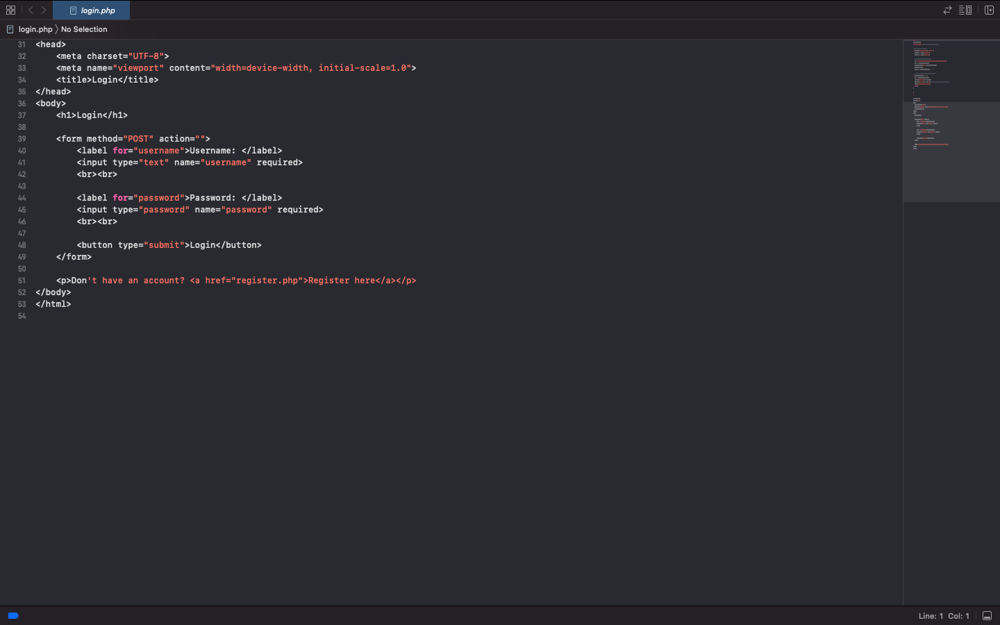 login.php
login.php
No Selection
31 <head>
32     <meta charset="UTF-8">
33     <meta name="viewport" content="width=device-width, initial-scale=1.0">
34     <title>Login</title>
35 </head>
36 <body>
37     <h1>Login</h1>
38
39     <form method="POST" action="">
40         <label for="username">Username: </label>
41         <input type="text" name="username" required>
42         <br><br>
43
44         <label for="password">Password: </label>
45         <input type="password" name="password" required>
46         <br><br>
47
48         <button type="submit">Login</button>
49     </form>
50
51     <p>Don't have an account? <a href="register.php">Register here</a></p>
52 </body>
53 </html>
54
Line: 1 Col: 1